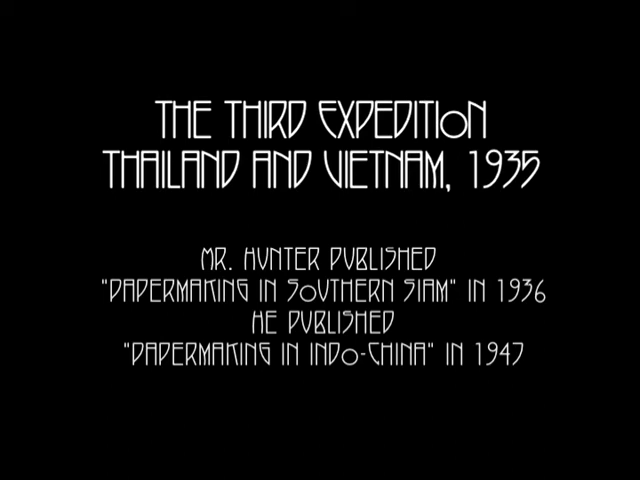 THE THIRD EXPEDITION
THAILAND AND VIETNAM, 1935
MR. HUNTER PUBLISHED
"PAPERMAKING IN SOUTHERN SIAM" IN 1936
HE PUBLISHED
"PAPERMAKING IN INDO-CHINA" IN 1947